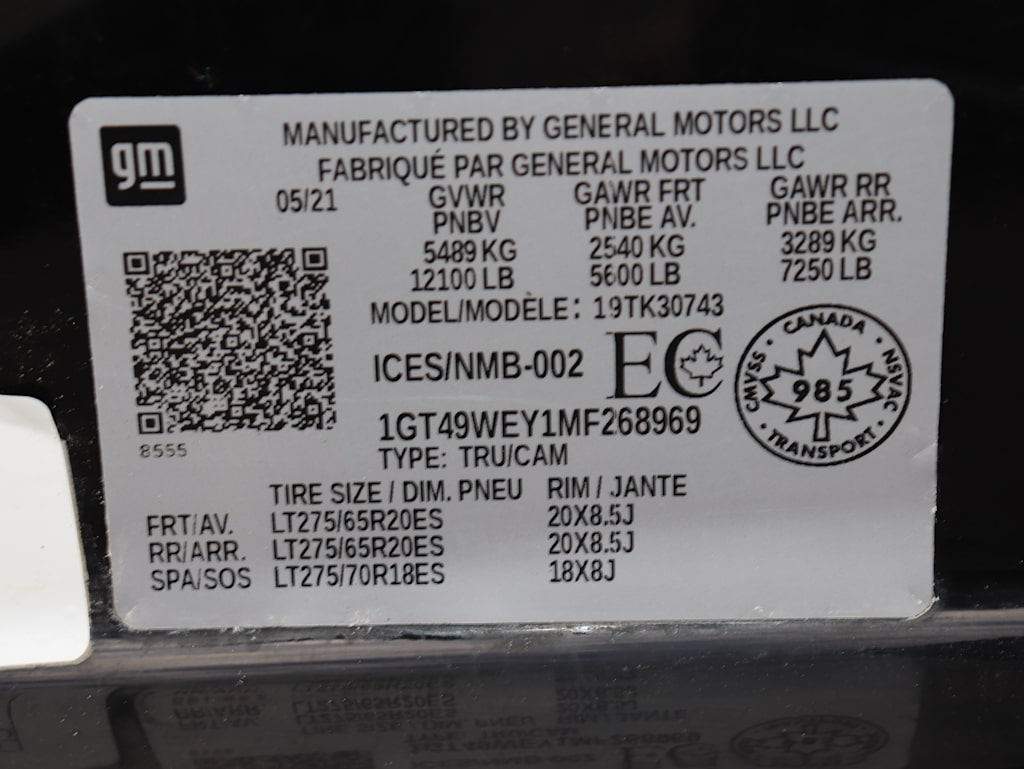 gm
MANUFACTURED BY GENERAL MOTORS LLC
FABRIQUÉ PAR GENERAL MOTORS LLC
05/21 GVWR GAWR FRT GAWR RR
PNBV PNBE AV. PNBE ARR.
5489 KG 2540 KG 3289 KG
12100 LB 5600 LB 7250 LB
MODEL/MODÈLE: 19TK30743
ICES/NMB-002 EC
CANADA
CMVSS · NSVAC
985
TRANSPORT
1GT49WEY1MF268969
8555
TYPE: TRU/CAM
TIRE SIZE / DIM. PNEU RIM / JANTE
FRT/AV. LT275/65R20ES 20X8.5J
RR/ARR. LT275/65R20ES 20X8.5J
SPA/SOS LT275/70R18ES 18X8J